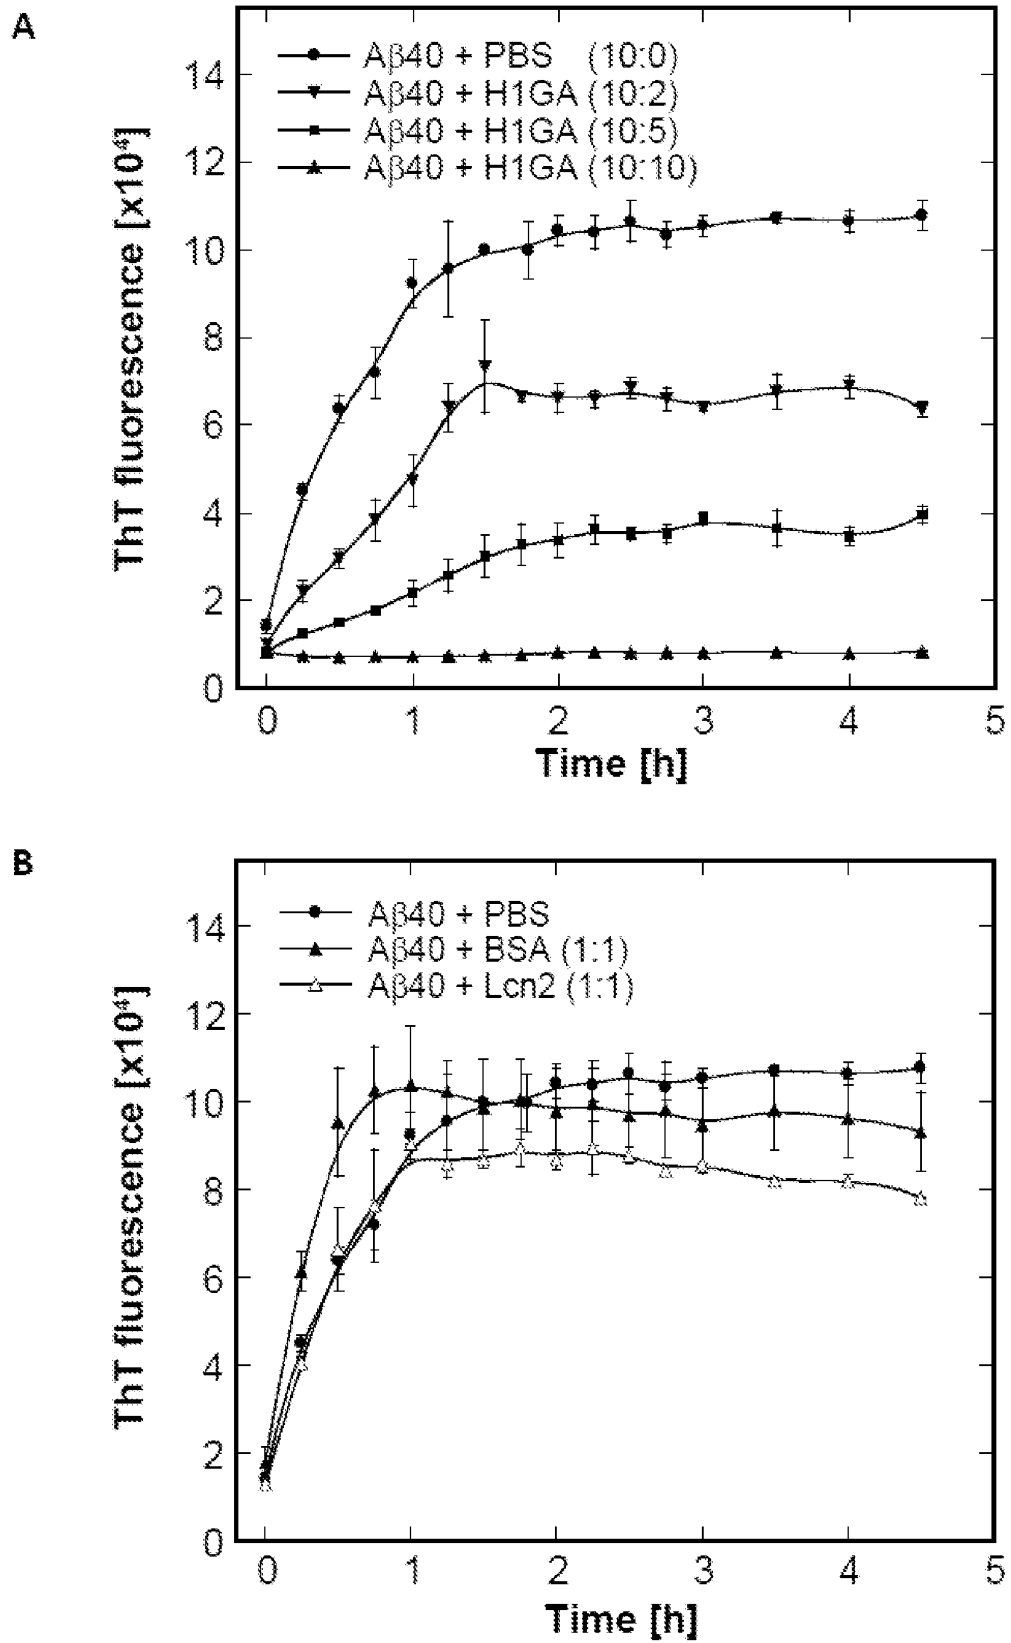 A
Aβ40 + PBS (10:0)
Aβ40 + H1GA (10:2)
Aβ40 + H1GA (10:5)
Aβ40 + H1GA (10:10)
ThT fluorescence [x10⁴]
14
12
10
8
6
4
2
0
0 1 2 3 4 5
Time [h]
B
Aβ40 + PBS
Aβ40 + BSA (1:1)
Aβ40 + Lcn2 (1:1)
ThT fluorescence [x10⁴]
14
12
10
8
6
4
2
0
0 1 2 3 4 5
Time [h]